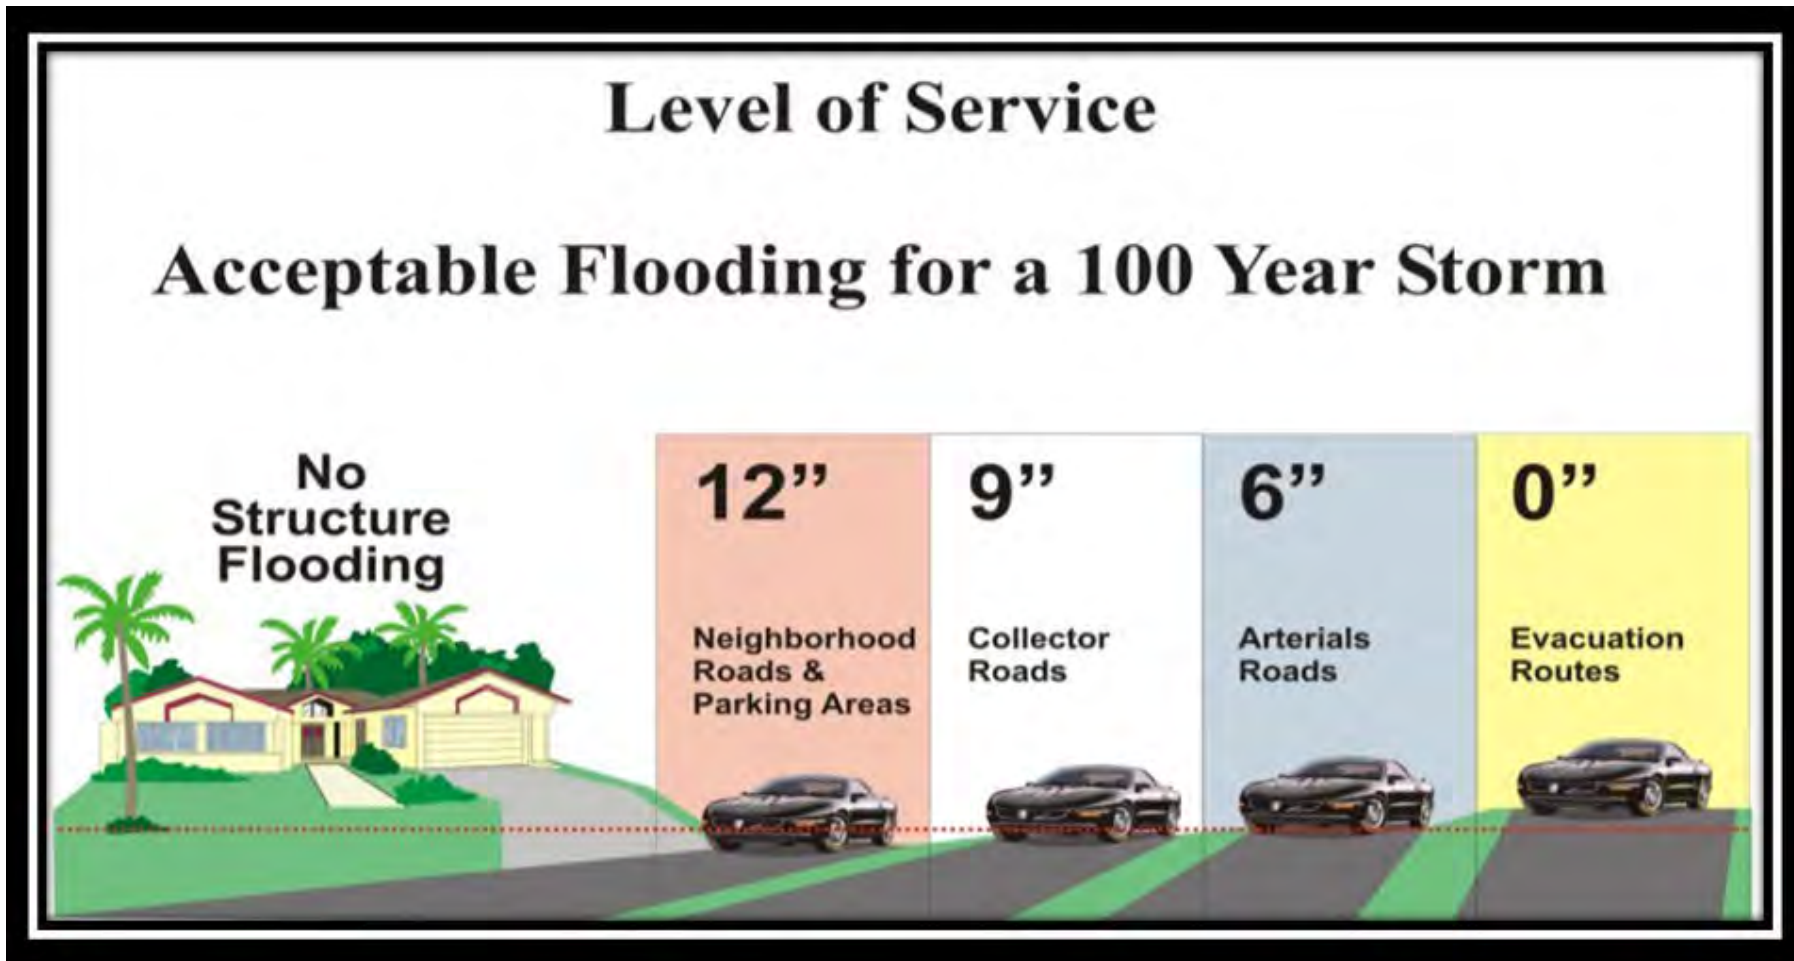 Level of Service
Acceptable Flooding for a 100 Year Storm
No
Structure
Flooding
12”
Neighborhood
Roads &
Parking Areas
9”
Collector
Roads
6”
Arterials
Roads
0”
Evacuation
Routes